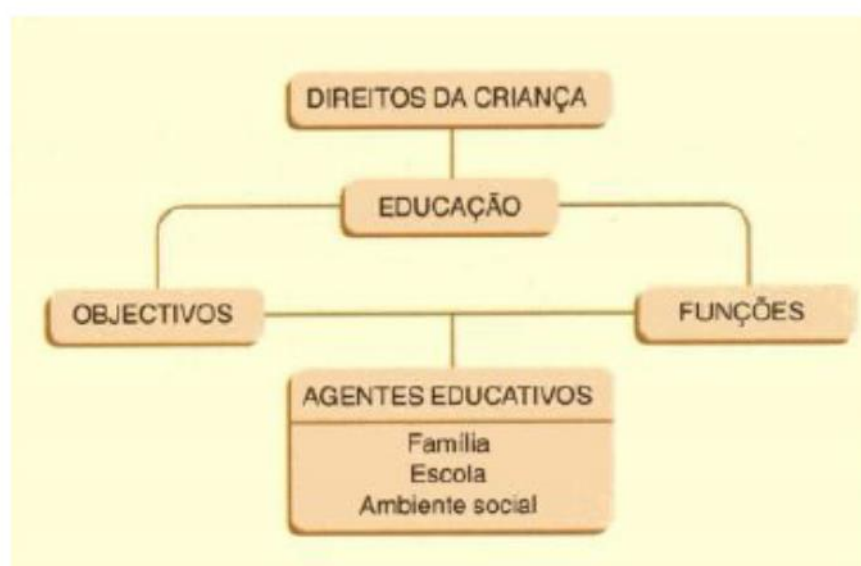 DIREITOS DA CRIANÇA
EDUCAÇÃO
OBJECTIVOS
FUNÇÕES
AGENTES EDUCATIVOS
Família
Escola
Ambiente social